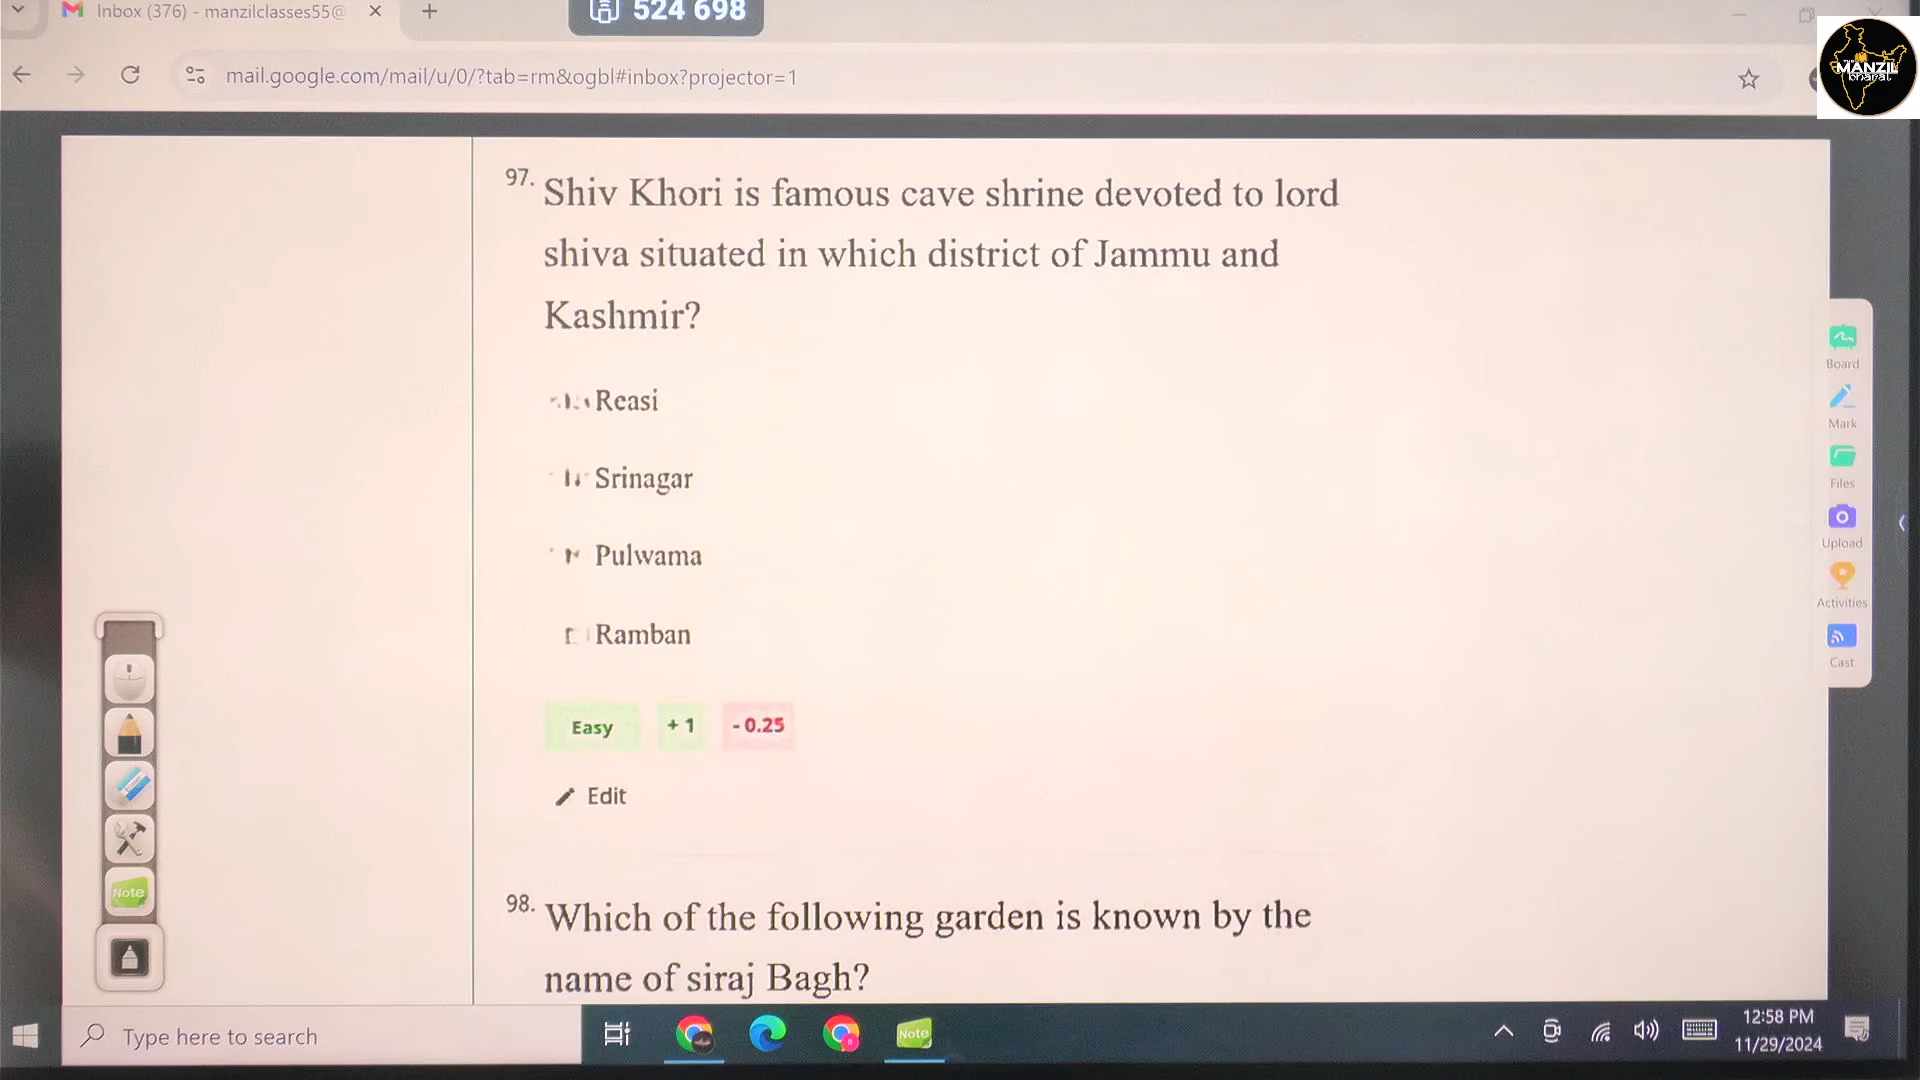 Inbox (376) - manzilclasses55@
524 698
mail.google.com/mail/u/0/?tab=rm&ogbl#inbox?projector=1
MANZIL
97. Shiv Khori is famous cave shrine devoted to lord
shiva situated in which district of Jammu and
Kashmir?
Reasi
Srinagar
Pulwama
Ramban
Easy + 1 - 0.25
Edit
98. Which of the following garden is known by the
name of siraj Bagh?
Board
Mark
Files
Upload
Activities
Cast
Note
Type here to search
Note
12:58 PM
11/29/2024